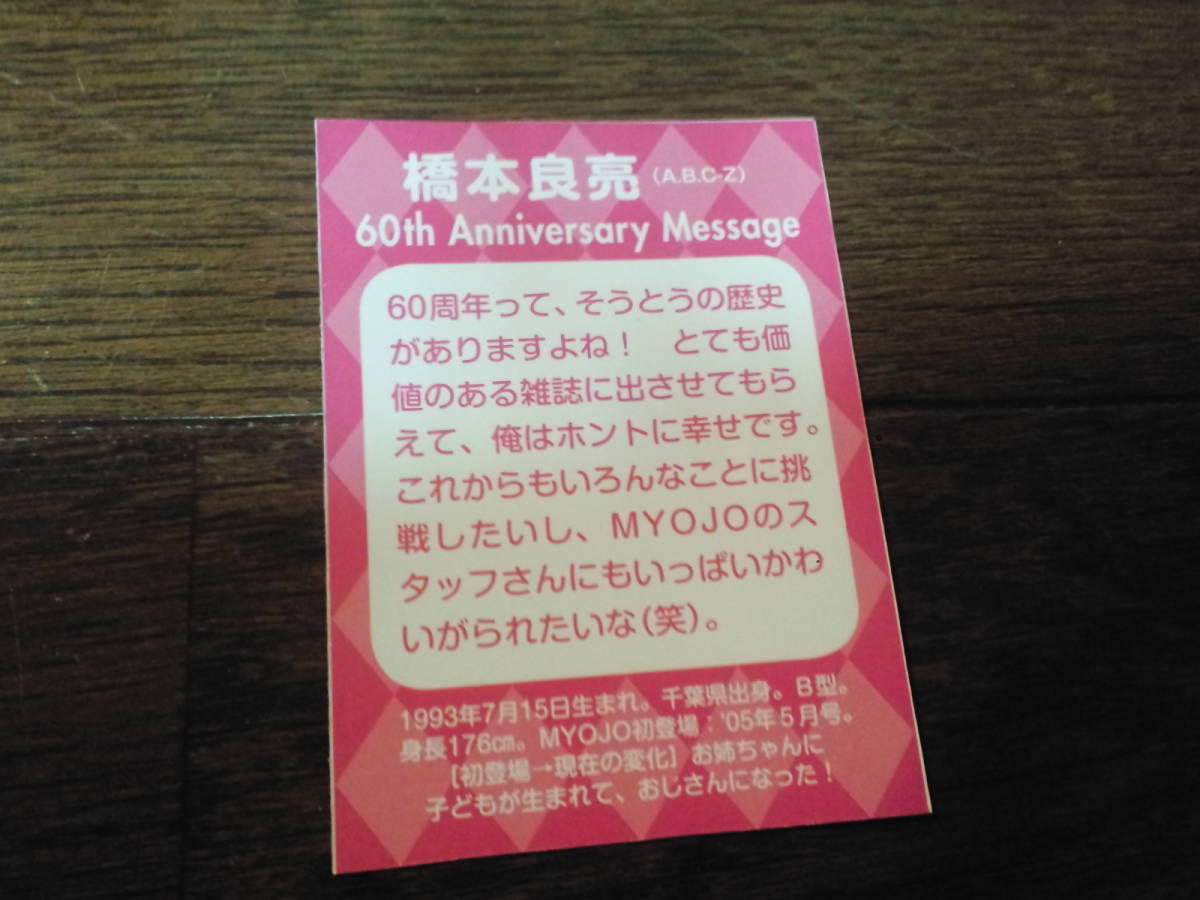 橋本良亮 (A.B.C-Z)
60th Anniversary Message
60周年って、そうとうの歴史
がありますよね！　とても価
値のある雑誌に出させてもら
えて、俺はホントに幸せです。
これからもいろんなことに挑
戦したいし、MYOJOのス
タッフさんにもいっぱいかわ
いがられたいな(笑)。
1993年7月15日生まれ。千葉県出身。B型。
身長176㎝。MYOJO初登場：'05年5月号。
［初登場→現在の変化］お姉ちゃんに
子どもが生まれて、おじさんになった！